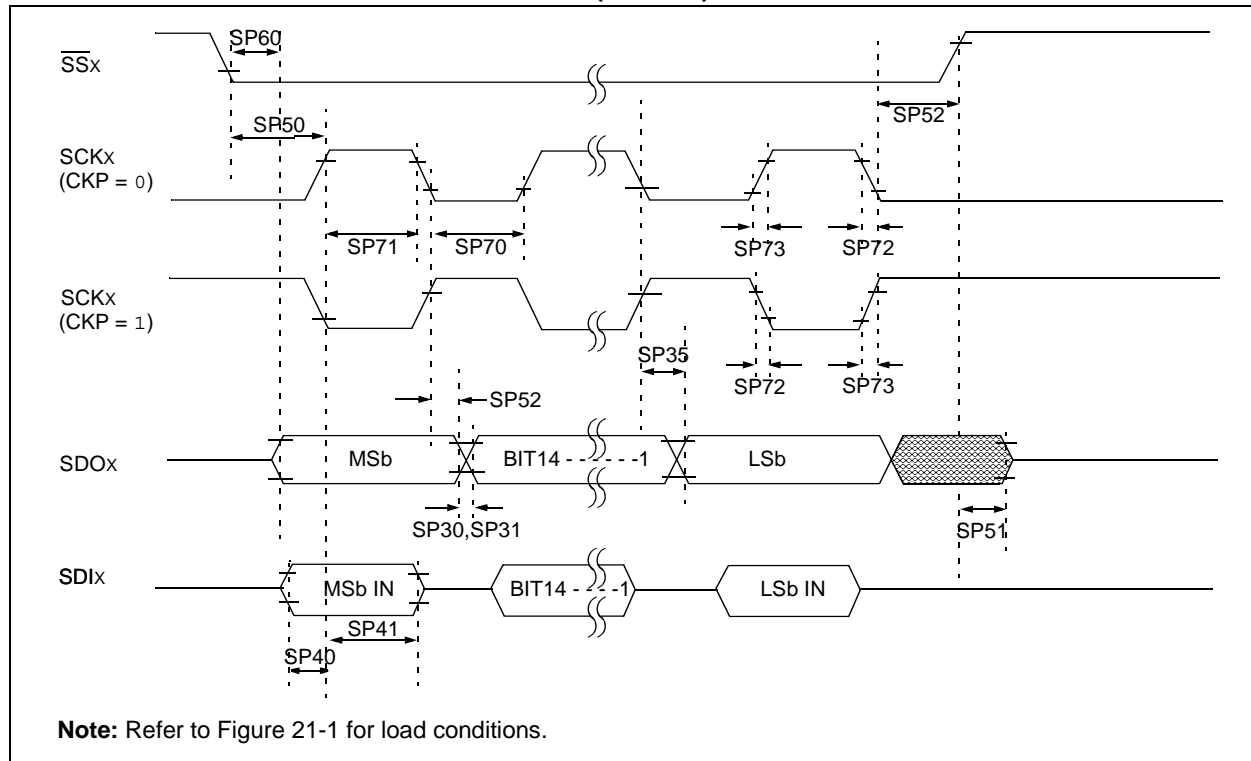 SP60
SSX
SP50
SP52
SCKX
(CKP = 0)
SP71
SP70
SP73
SP72
SCKX
(CKP = 1)
SP35
SP72
SP73
SP52
SDOX
MSb
BIT14 - - - - - -1
LSb
SP30,SP31
SP51
SDIX
MSb IN
BIT14 - - - -1
LSb IN
SP41
SP40
Note: Refer to Figure 21-1 for load conditions.